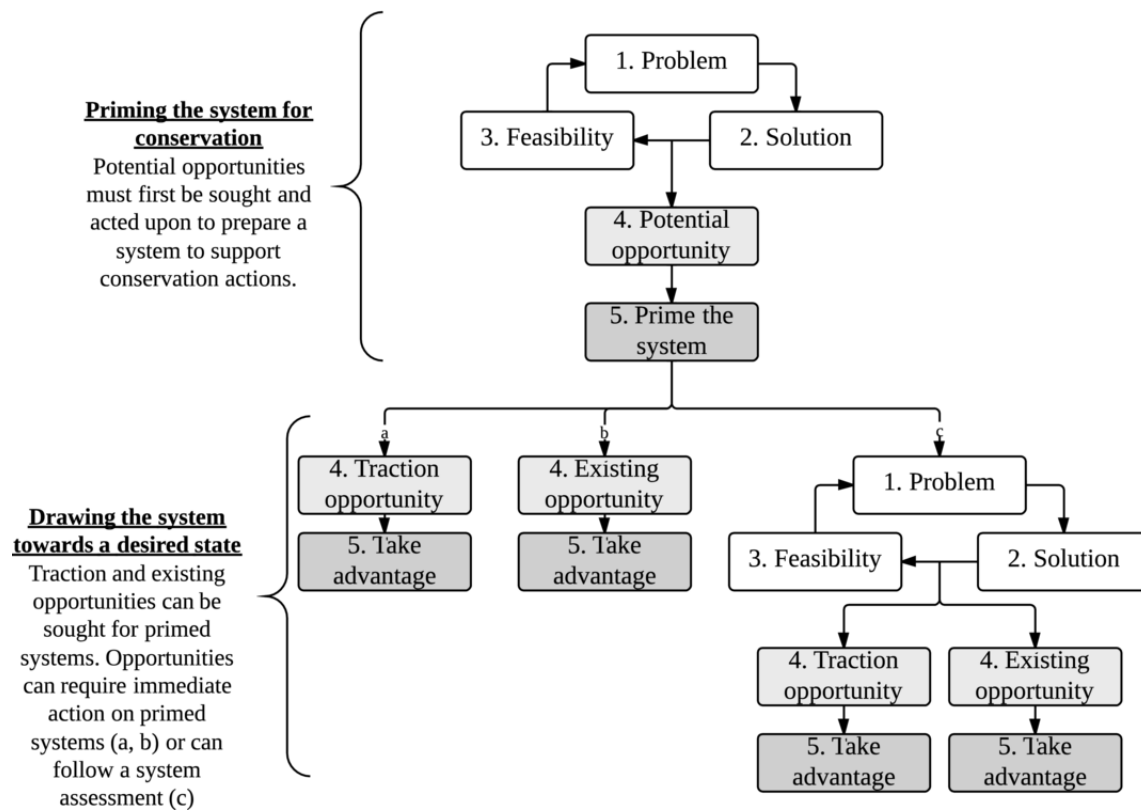 Priming the system for
conservation
Potential opportunities
must first be sought and
acted upon to prepare a
system to support
conservation actions.
1. Problem
3. Feasibility
2. Solution
4. Potential
opportunity
5. Prime the
system
Drawing the system
towards a desired state
Traction and existing
opportunities can be
sought for primed
systems. Opportunities
can require immediate
action on primed
systems (a, b) or can
follow a system
assessment (c)
a
4. Traction
opportunity
5. Take
advantage
b
4. Existing
opportunity
5. Take
advantage
c
1. Problem
3. Feasibility
2. Solution
4. Traction
opportunity
5. Take
advantage
4. Existing
opportunity
5. Take
advantage